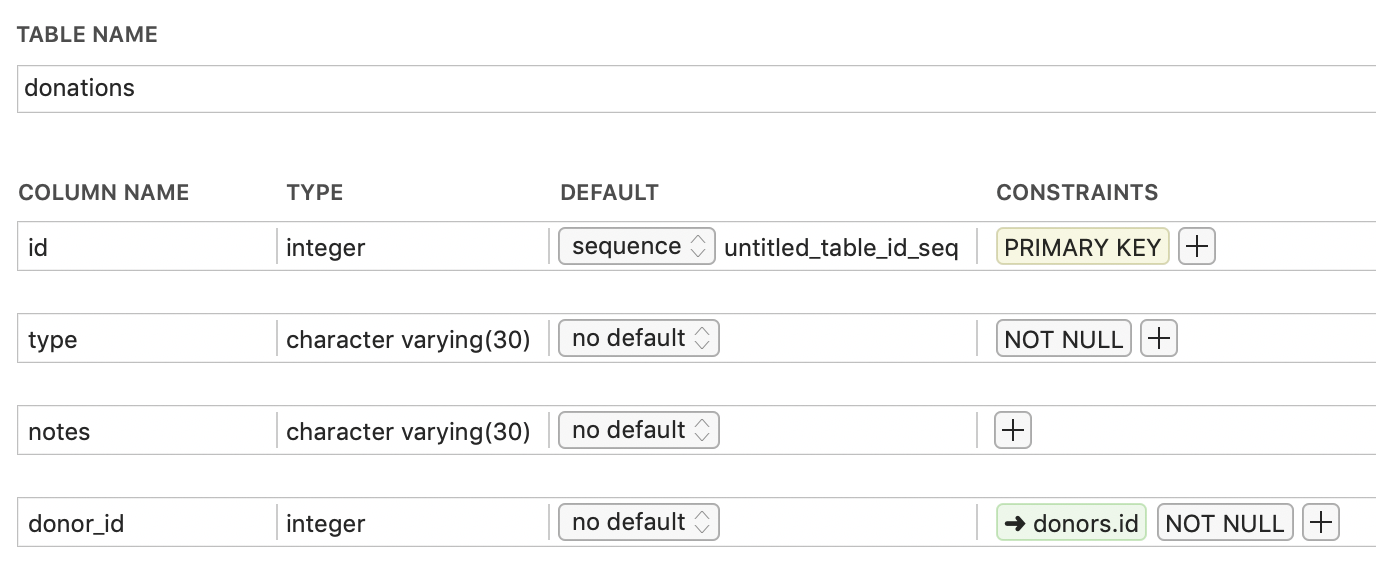 TABLE NAME
donations
COLUMN NAME TYPE DEFAULT CONSTRAINTS
id integer sequence untitled_table_id_seq PRIMARY KEY
type character varying(30) no default NOT NULL
notes character varying(30) no default
donor_id integer no default → donors.id NOT NULL